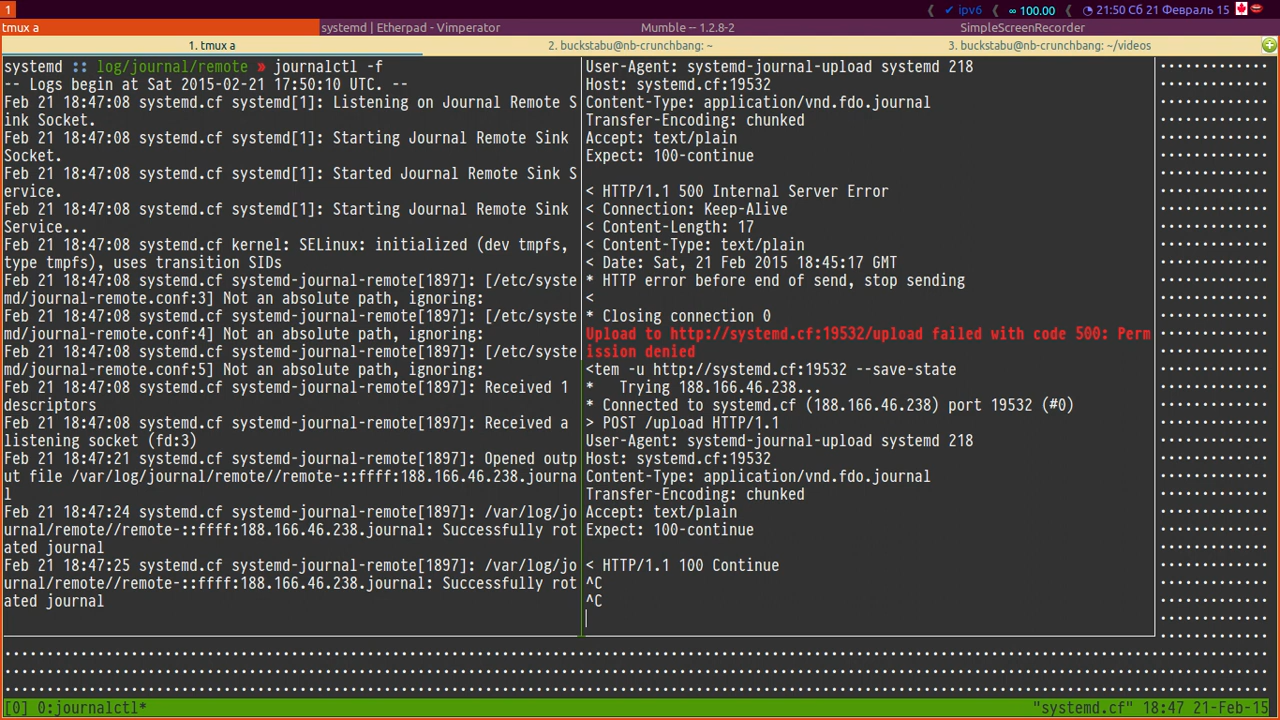 1
❬ ✔ ipv6 ❬ ∞ 100.00 ❬ ◔ 21:50 Сб 21 Февраль 15
tmux a
systemd | Etherpad - Vimperator
Mumble -- 1.2.8-2
SimpleScreenRecorder
1. tmux a
2. buckstabu@nb-crunchbang: ~
3. buckstabu@nb-crunchbang: ~/videos
systemd :: log/journal/remote » journalctl -f
-- Logs begin at Sat 2015-02-21 17:50:10 UTC. --
Feb 21 18:47:08 systemd.cf systemd[1]: Listening on Journal Remote S
ink Socket.
Feb 21 18:47:08 systemd.cf systemd[1]: Starting Journal Remote Sink
Socket.
Feb 21 18:47:08 systemd.cf systemd[1]: Started Journal Remote Sink S
ervice.
Feb 21 18:47:08 systemd.cf systemd[1]: Starting Journal Remote Sink
Service...
Feb 21 18:47:08 systemd.cf kernel: SELinux: initialized (dev tmpfs,
type tmpfs), uses transition SIDs
Feb 21 18:47:08 systemd.cf systemd-journal-remote[1897]: [/etc/syste
md/journal-remote.conf:3] Not an absolute path, ignoring:
Feb 21 18:47:08 systemd.cf systemd-journal-remote[1897]: [/etc/syste
md/journal-remote.conf:4] Not an absolute path, ignoring:
Feb 21 18:47:08 systemd.cf systemd-journal-remote[1897]: [/etc/syste
md/journal-remote.conf:5] Not an absolute path, ignoring:
Feb 21 18:47:08 systemd.cf systemd-journal-remote[1897]: Received 1
descriptors
Feb 21 18:47:08 systemd.cf systemd-journal-remote[1897]: Received a
listening socket (fd:3)
Feb 21 18:47:21 systemd.cf systemd-journal-remote[1897]: Opened outp
ut file /var/log/journal/remote//remote-::ffff:188.166.46.238.journa
l
Feb 21 18:47:24 systemd.cf systemd-journal-remote[1897]: /var/log/jo
urnal/remote//remote-::ffff:188.166.46.238.journal: Successfully rot
ated journal
Feb 21 18:47:25 systemd.cf systemd-journal-remote[1897]: /var/log/jo
urnal/remote//remote-::ffff:188.166.46.238.journal: Successfully rot
ated journal
User-Agent: systemd-journal-upload systemd 218
Host: systemd.cf:19532
Content-Type: application/vnd.fdo.journal
Transfer-Encoding: chunked
Accept: text/plain
Expect: 100-continue
< HTTP/1.1 500 Internal Server Error
< Connection: Keep-Alive
< Content-Length: 17
< Content-Type: text/plain
< Date: Sat, 21 Feb 2015 18:45:17 GMT
* HTTP error before end of send, stop sending
<
* Closing connection 0
Upload to http://systemd.cf:19532/upload failed with code 500: Perm
ission denied
<tem -u http://systemd.cf:19532 --save-state
*   Trying 188.166.46.238...
* Connected to systemd.cf (188.166.46.238) port 19532 (#0)
> POST /upload HTTP/1.1
User-Agent: systemd-journal-upload systemd 218
Host: systemd.cf:19532
Content-Type: application/vnd.fdo.journal
Transfer-Encoding: chunked
Accept: text/plain
Expect: 100-continue
< HTTP/1.1 100 Continue
^C
^C
[0] 0:journalctl*
"systemd.cf" 18:47 21-Feb-15